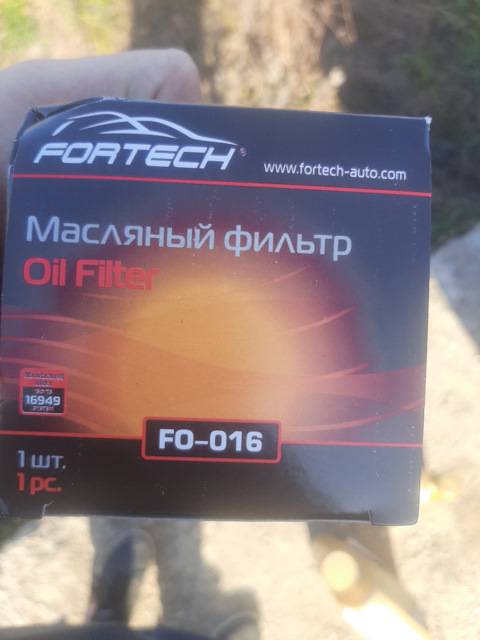 FORTECH
www.fortech-auto.com
Масляный фильтр
Oil Filter
16949
FO-016
1 шт.
1 pc.